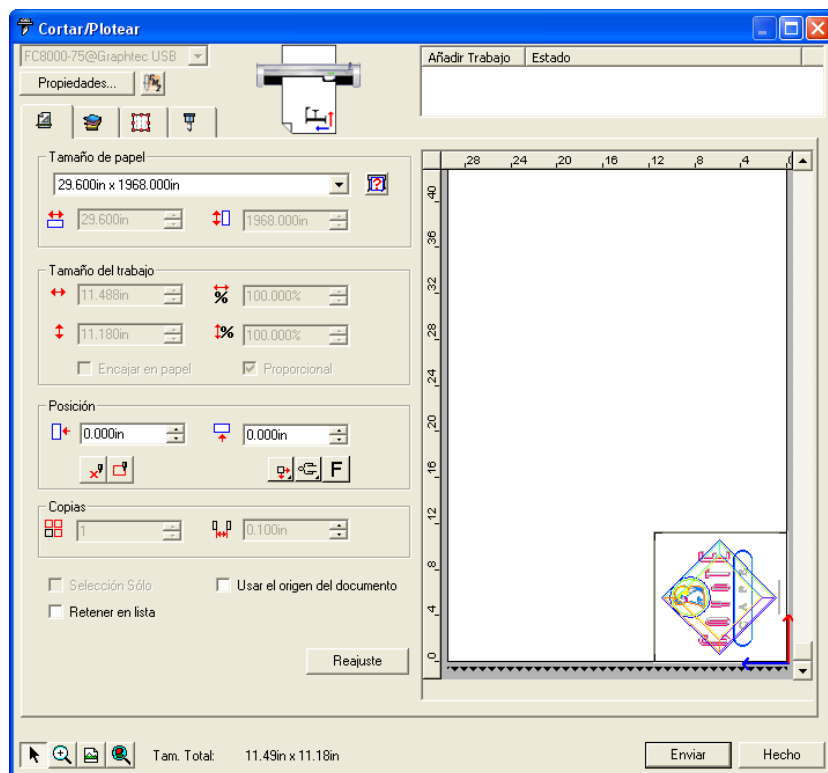 Cortar/Plotear
FC8000-75@Graphtec USB
Añadir Trabajo Estado
Propiedades...
Tamaño de papel
29.600in x 1968.000in
29.600in 1968.000in
Tamaño del trabajo
11.488in 100.000%
11.180in 100.000%
Encajar en papel Proporcional
Posición
0.000in 0.000in
F
Copias
1 0.100in
Selección Sólo Usar el origen del documento
Retener en lista
Reajuste
28 24 20 16 12 8 4 0
40
36
32
28
24
20
16
12
8
4
0
Tam. Total: 11.49in x 11.18in
Enviar Hecho